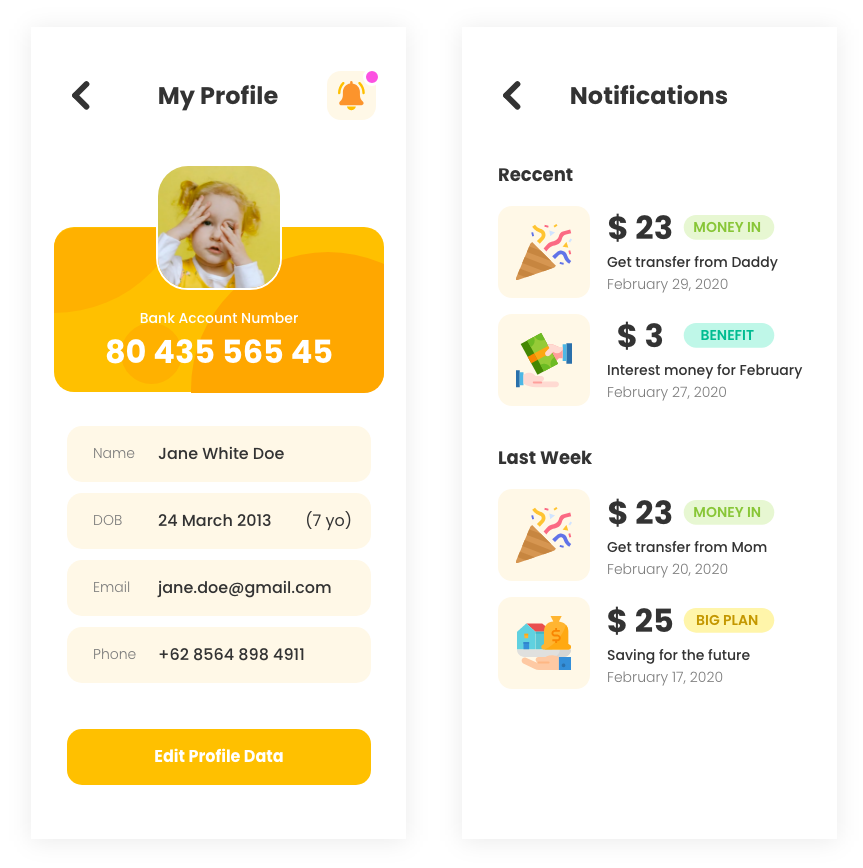 My Profile
Bank Account Number
80 435 565 45
Name Jane White Doe
DOB 24 March 2013 (7 yo)
Email jane.doe@gmail.com
Phone +62 8564 898 4911
Edit Profile Data
Notifications
Reccent
$ 23 MONEY IN
Get transfer from Daddy
February 29, 2020
$ 3 BENEFIT
Interest money for February
February 27, 2020
Last Week
$ 23 MONEY IN
Get transfer from Mom
February 20, 2020
$ 25 BIG PLAN
Saving for the future
February 17, 2020